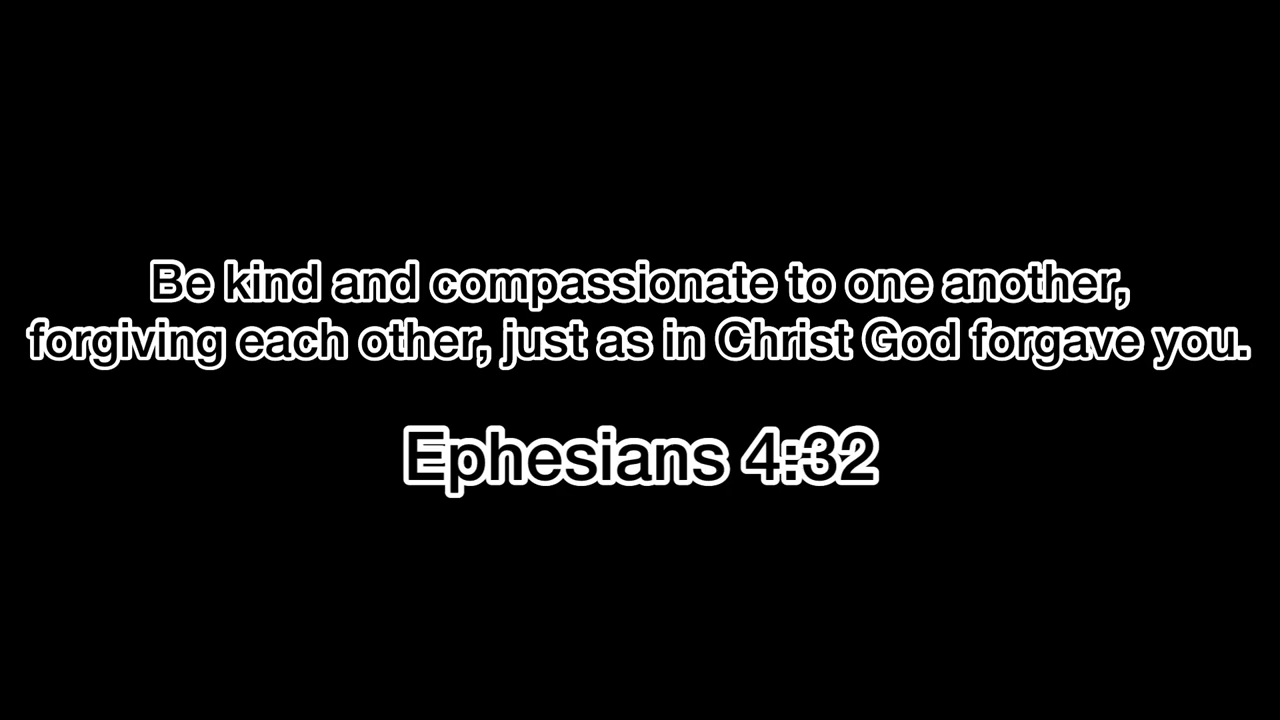 Be kind and compassionate to one another,
forgiving each other, just as in Christ God forgave you.
Ephesians 4:32